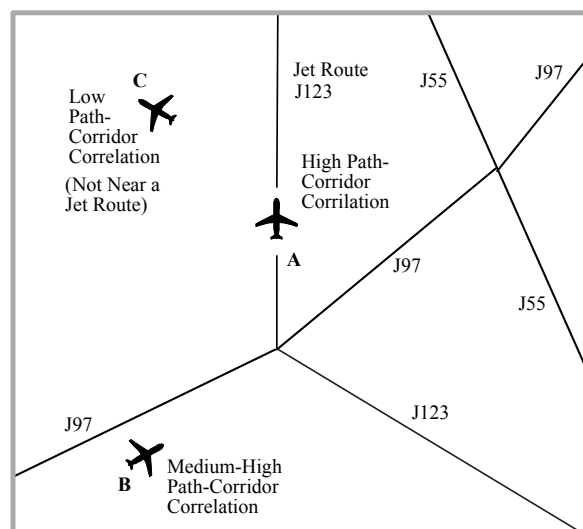 C
Low
Path-
Corridor
Correlation
(Not Near a
Jet Route)
Jet Route
J123
J55
J97
High Path-
Corridor
Corrilation
A
J97
J55
J97
J123
B
Medium-High
Path-Corridor
Correlation